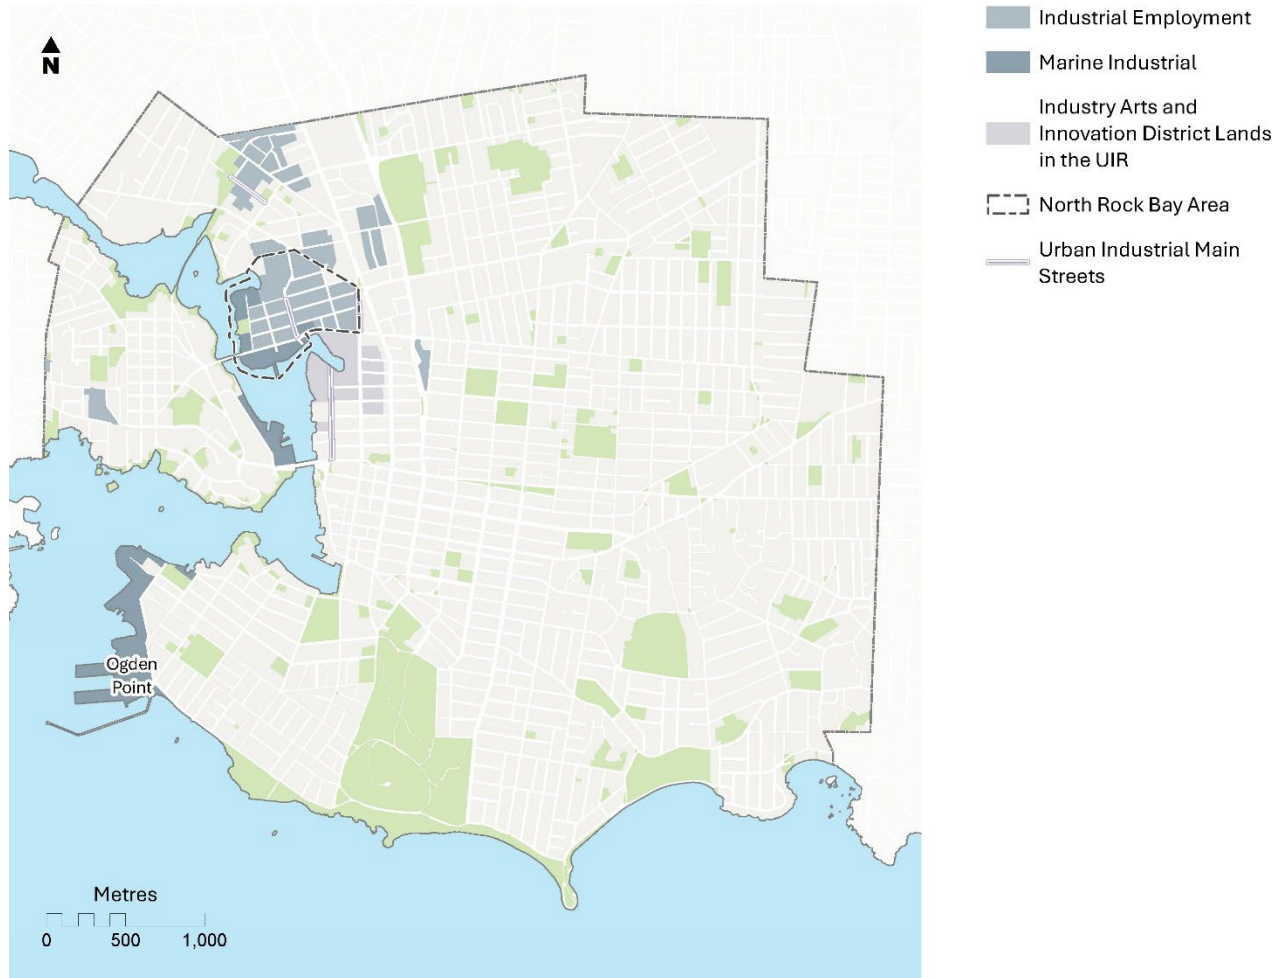 N
Industrial Employment
Marine Industrial
Industry Arts and
Innovation District Lands
in the UIR
North Rock Bay Area
Urban Industrial Main
Streets
Ogden
Point
Metres
0 500 1,000